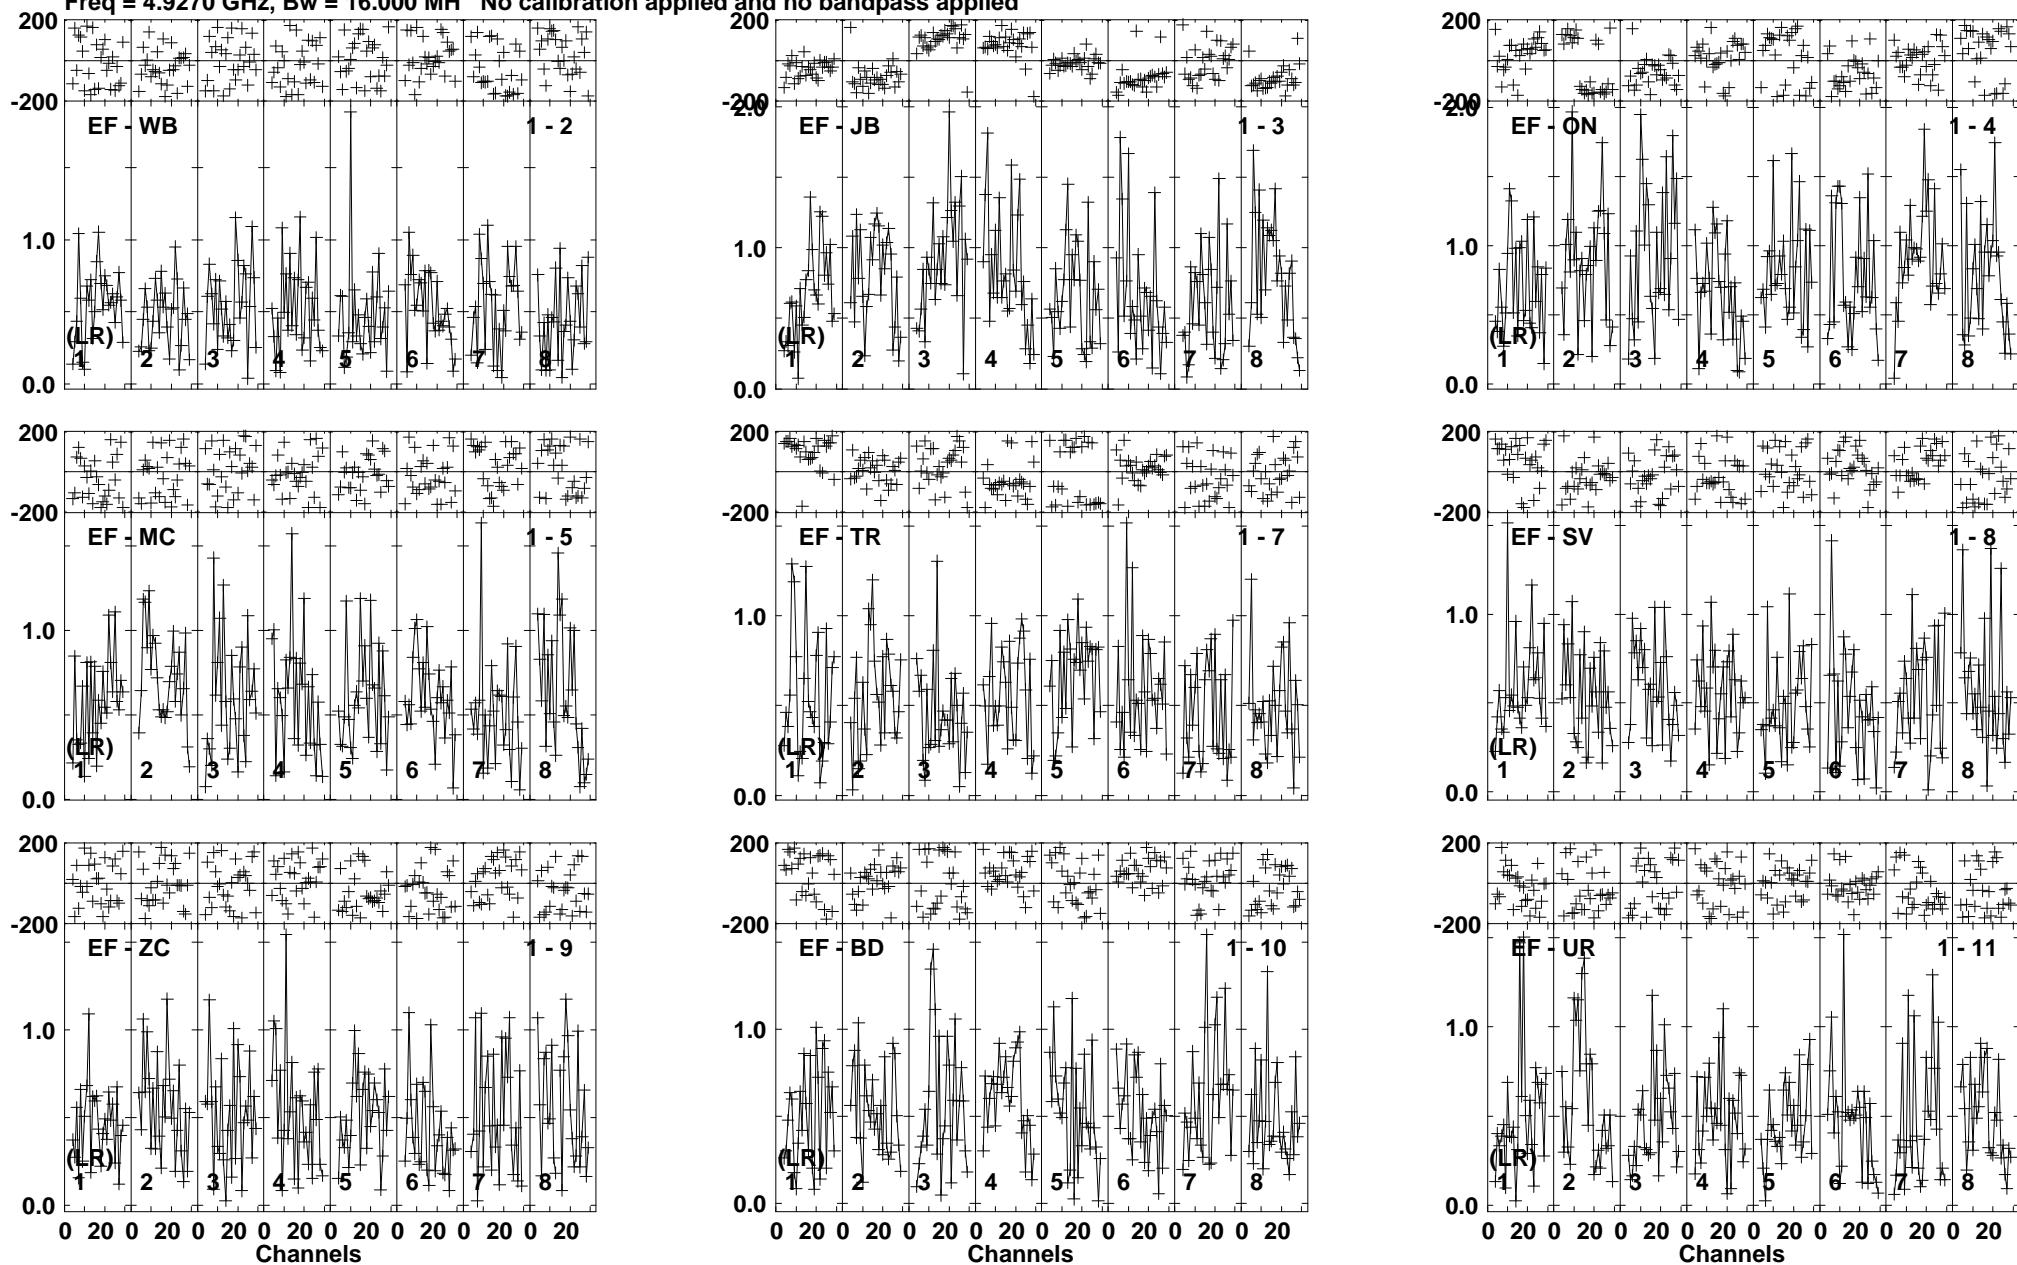 Freq = 4.9270 GHz, Bw = 16.000 MH No calibration applied and no bandpass applied
200
-200
EF - WB 1 - 2
1.0
0.0
(LR)
1 2 3 4 5 6 7 8
200
-200
2.0
EF - JB 1 - 3
1.0
0.0
(LR)
1 2 3 4 5 6 7 8
200
-200
2.0
EF - ON 1 - 4
1.0
0.0
(LR)
1 2 3 4 5 6 7 8
200
-200
EF - MC 1 - 5
1.0
0.0
(LR)
1 2 3 4 5 6 7 8
200
-200
EF - TR 1 - 7
1.0
0.0
(LR)
1 2 3 4 5 6 7 8
200
-200
EF - SV 1 - 8
1.0
0.0
(LR)
1 2 3 4 5 6 7 8
200
-200
EF - ZC 1 - 9
1.0
0.0
(LR)
1 2 3 4 5 6 7 8
0 20 0 20 0 20 0 20 0 20 0 20 0 20 0 20
Channels
200
-200
EF - BD 1 - 10
1.0
0.0
(LR)
1 2 3 4 5 6 7 8
0 20 0 20 0 20 0 20 0 20 0 20 0 20 0 20
Channels
200
-200
EF - UR 1 - 11
1.0
0.0
(LR)
1 2 3 4 5 6 7 8
0 20 0 20 0 20 0 20 0 20 0 20 0 20 0 20
Channels